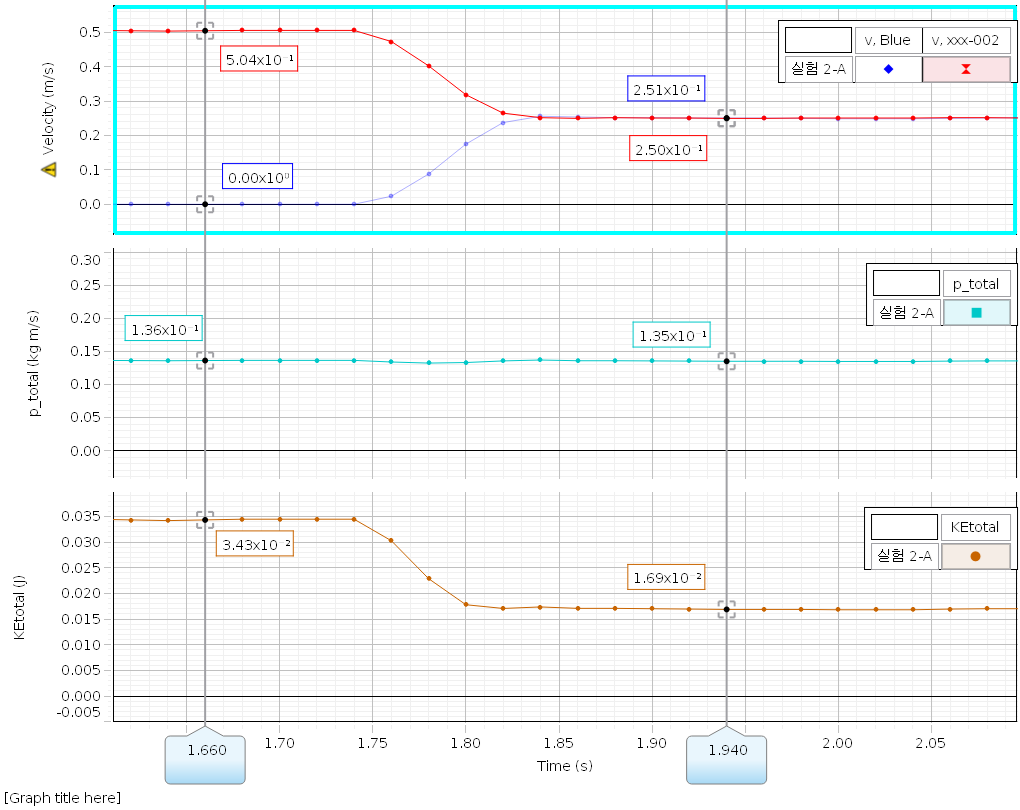 Velocity (m/s)
0.5
0.4
0.3
0.2
0.1
0.0
5.04x10⁻¹
0.00x10⁰
2.51x10⁻¹
2.50x10⁻¹
v, Blue v, xxx-002
실험 2-A
p_total (kg m/s)
0.30
0.25
0.20
0.15
0.10
0.05
0.00
1.36x10⁻¹
1.35x10⁻¹
p_total
실험 2-A
KEtotal (J)
0.035
0.030
0.025
0.020
0.015
0.010
0.005
0.000
-0.005
3.43x10⁻²
1.69x10⁻²
KEtotal
실험 2-A
1.660 1.70 1.75 1.80 1.85 1.90 1.940 2.00 2.05
Time (s)
[Graph title here]